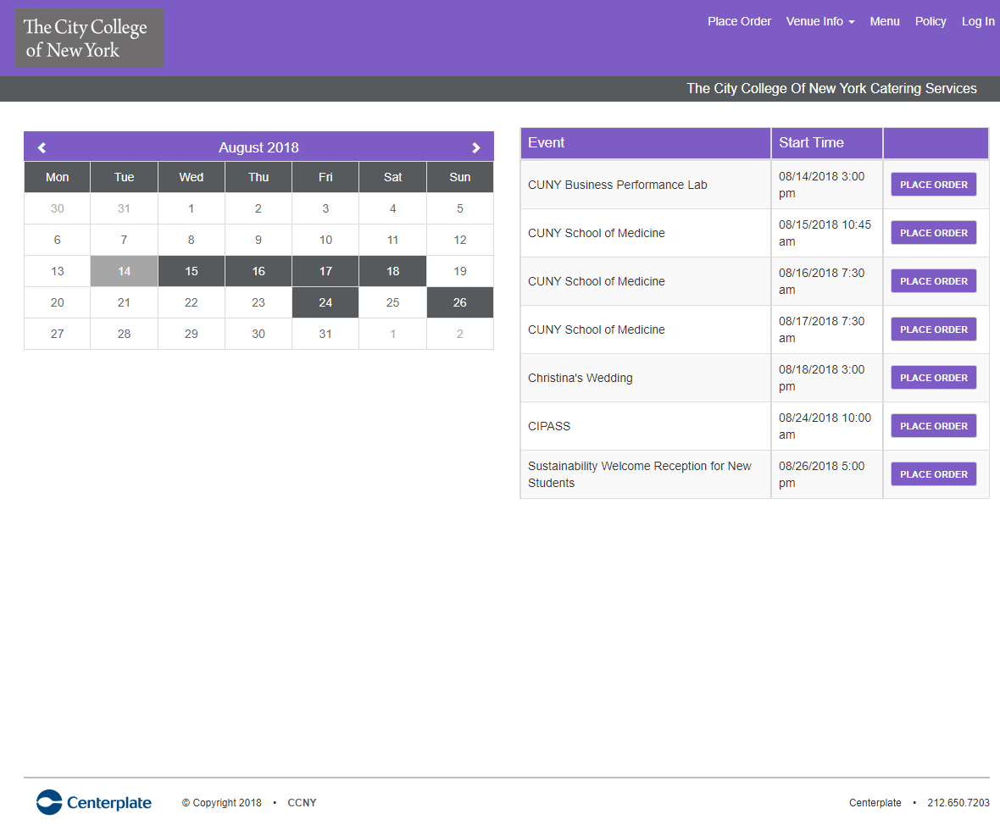 The City College
of New York
Place Order Venue Info Menu Policy Log In
The City College Of New York Catering Services
August 2018
Mon Tue Wed Thu Fri Sat Sun
30 31 1 2 3 4 5
6 7 8 9 10 11 12
13 14 15 16 17 18 19
20 21 22 23 24 25 26
27 28 29 30 31 1 2
Event Start Time
CUNY Business Performance Lab 08/14/2018 3:00 pm PLACE ORDER
CUNY School of Medicine 08/15/2018 10:45 am PLACE ORDER
CUNY School of Medicine 08/16/2018 7:30 am PLACE ORDER
CUNY School of Medicine 08/17/2018 7:30 am PLACE ORDER
Christina's Wedding 08/18/2018 3:00 pm PLACE ORDER
CIPASS 08/24/2018 10:00 am PLACE ORDER
Sustainability Welcome Reception for New Students 08/26/2018 5:00 pm PLACE ORDER
Centerplate © Copyright 2018 • CCNY Centerplate • 212.650.7203